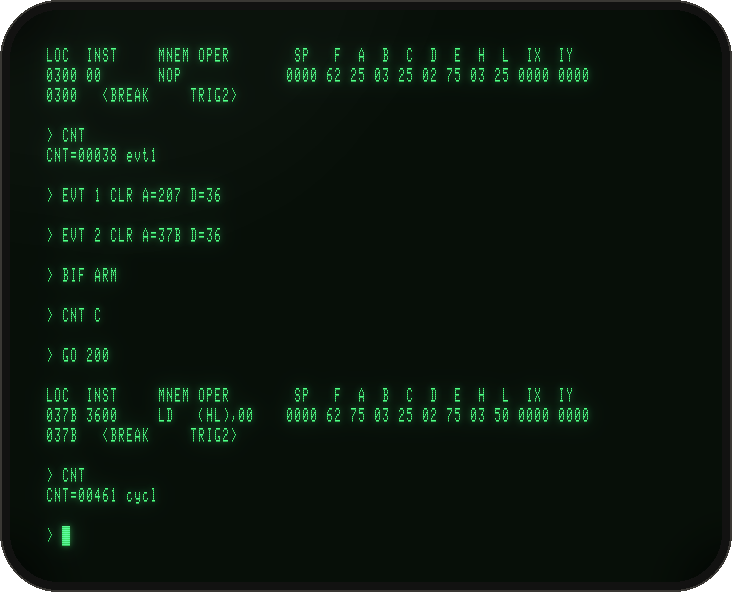 LOC  INST     MNEM OPER        SP   F  A  B  C  D  E  H  L  IX  IY
0300 00       NOP             0000 62 25 03 25 02 75 03 25 0000 0000
0300   <BREAK     TRIG2>
> CNT
CNT=00038 evt1
> EVT 1 CLR A=207 D=36
> EVT 2 CLR A=37B D=36
> BIF ARM
> CNT C
> GO 200
LOC  INST     MNEM OPER        SP   F  A  B  C  D  E  H  L  IX  IY
037B 3600     LD   (HL),00    0000 62 75 03 25 02 75 03 50 0000 0000
037B   <BREAK     TRIG2>
> CNT
CNT=00461 cycl
>